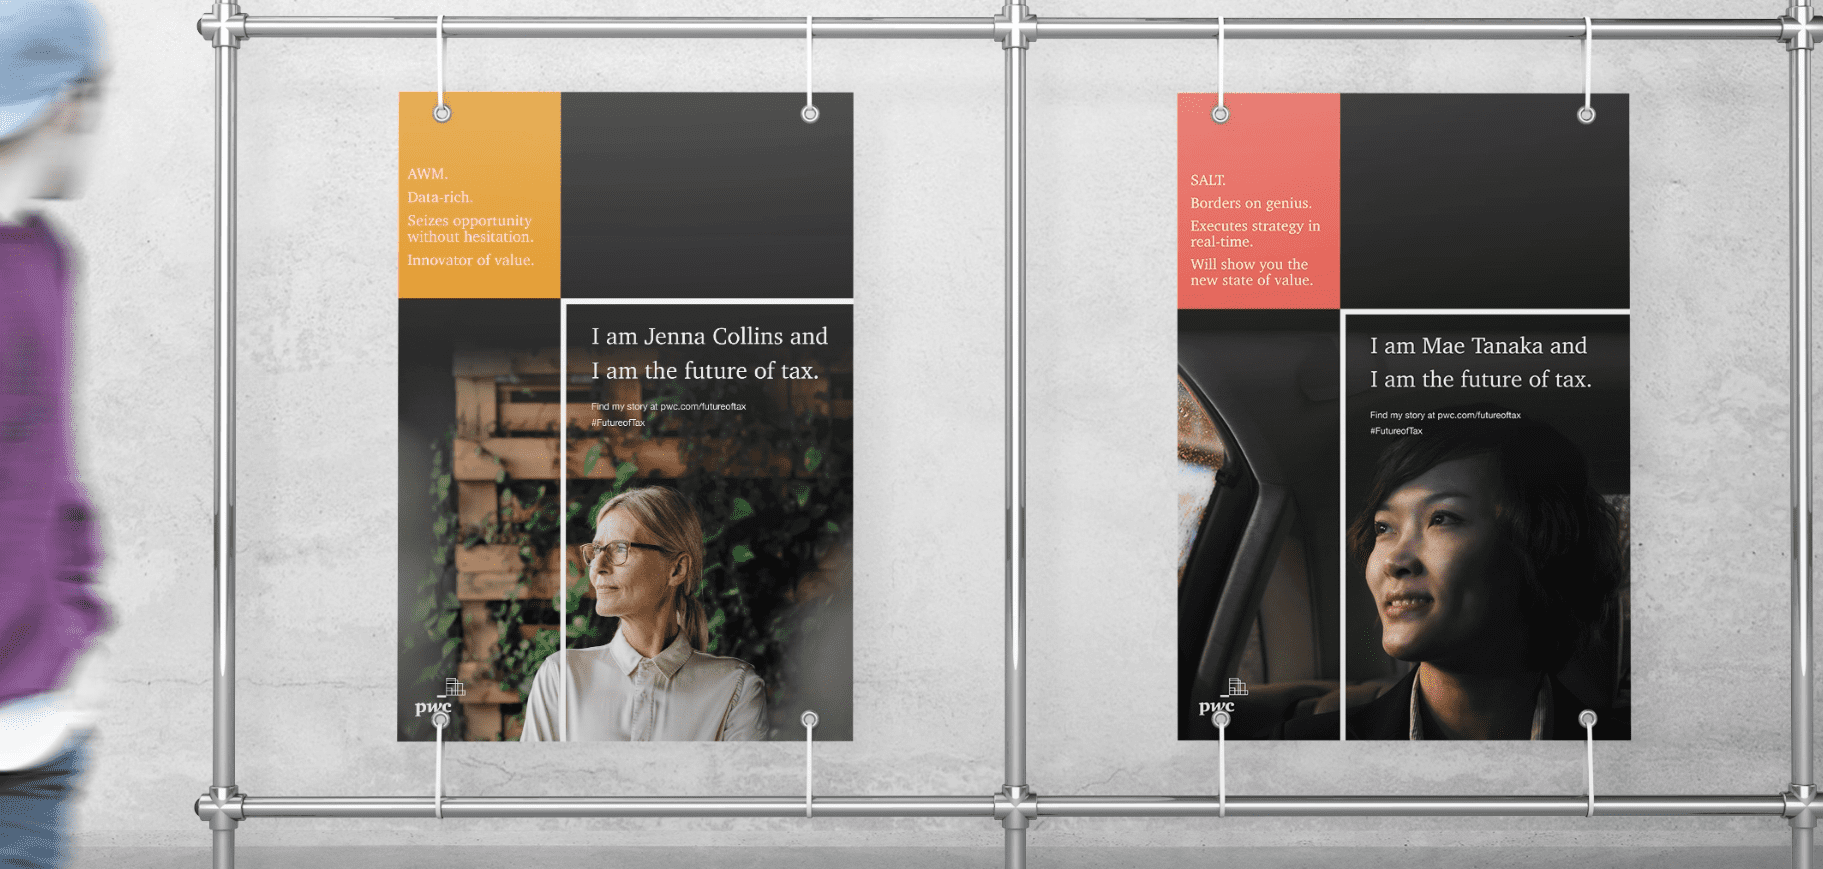 AWM.
Data-rich.
Seizes opportunity
without hesitation.
Innovator of value.
I am Jenna Collins and
I am the future of tax.
Find my story at pwc.com/futureoftax
#FutureofTax
pwc
SALT.
Borders on genius.
Executes strategy in
real-time.
Will show you the
new state of value.
I am Mae Tanaka and
I am the future of tax.
Find my story at pwc.com/futureoftax
#FutureofTax
pwc